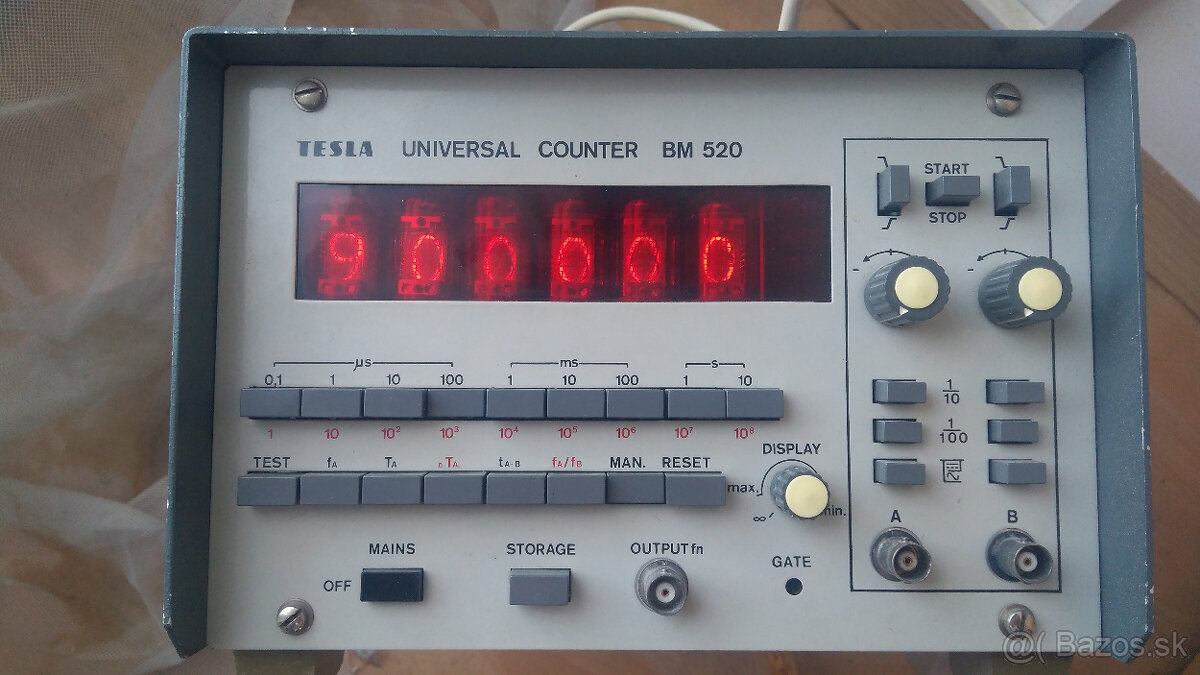 TESLA UNIVERSAL COUNTER BM 520
START
STOP
900000
µs ms s
0,1 1 10 100 1 10 100 1 10
1 10 10² 10³ 10⁴ 10⁵ 10⁶ 10⁷ 10⁸
1/10
1/100
TEST fA TA nTA tA-B fA/fB MAN. RESET
DISPLAY
max. min.
∞
A B
MAINS STORAGE OUTPUT fn
GATE
OFF
@( Bazos.sk